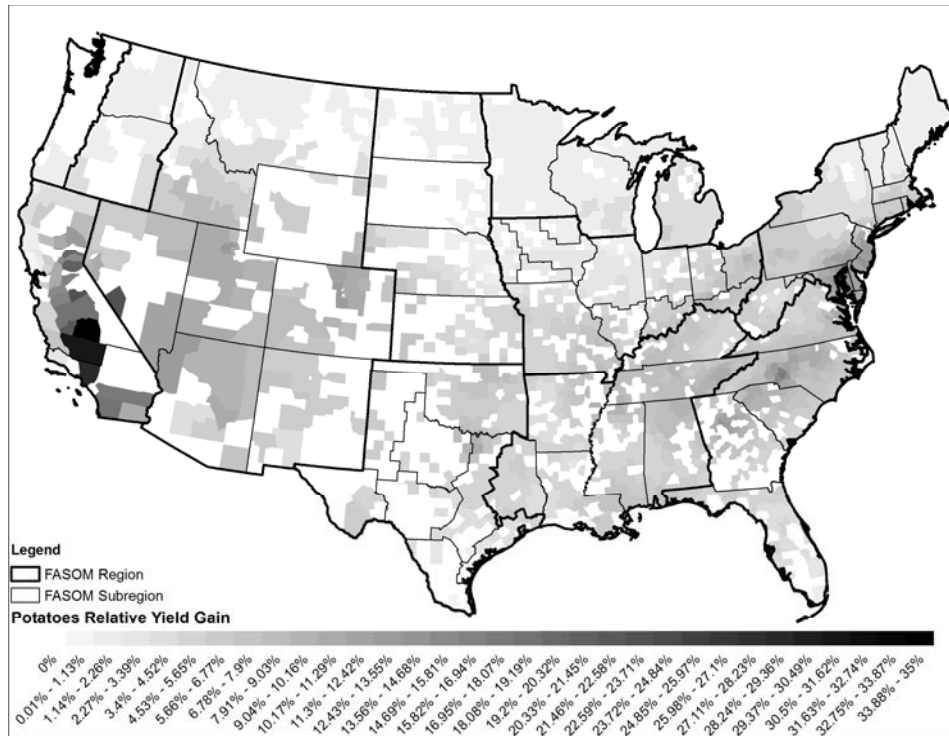 Legend
FASOM Region
FASOM Subregion
Potatoes Relative Yield Gain
0%
0.01% - 1.13%
1.14% - 2.26%
2.27% - 3.39%
3.4% - 4.52%
4.53% - 5.65%
5.66% - 6.77%
6.78% - 7.9%
7.91% - 9.03%
9.04% - 10.16%
10.17% - 11.29%
11.3% - 12.42%
12.43% - 13.55%
13.56% - 14.68%
14.69% - 15.81%
15.82% - 16.94%
16.95% - 18.07%
18.08% - 19.19%
19.2% - 20.32%
20.33% - 21.45%
21.46% - 22.58%
22.59% - 23.71%
23.72% - 24.84%
24.85% - 25.97%
25.98% - 27.1%
27.11% - 28.23%
28.24% - 29.36%
29.37% - 30.49%
30.5% - 31.62%
31.63% - 32.74%
32.75% - 33.87%
33.88% - 35%